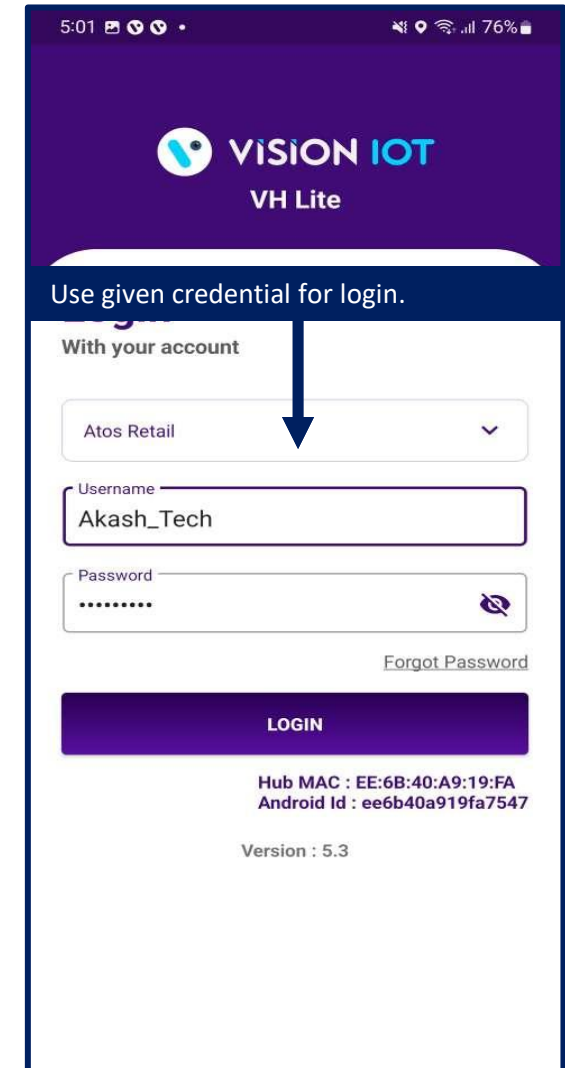 5:01
76%
VISION IOT
VH Lite
Use given credential for login.
Login
With your account
Atos Retail
Username
Akash_Tech
Password
•••••••••
Forgot Password
LOGIN
Hub MAC : EE:6B:40:A9:19:FA
Android Id : ee6b40a919fa7547
Version : 5.3